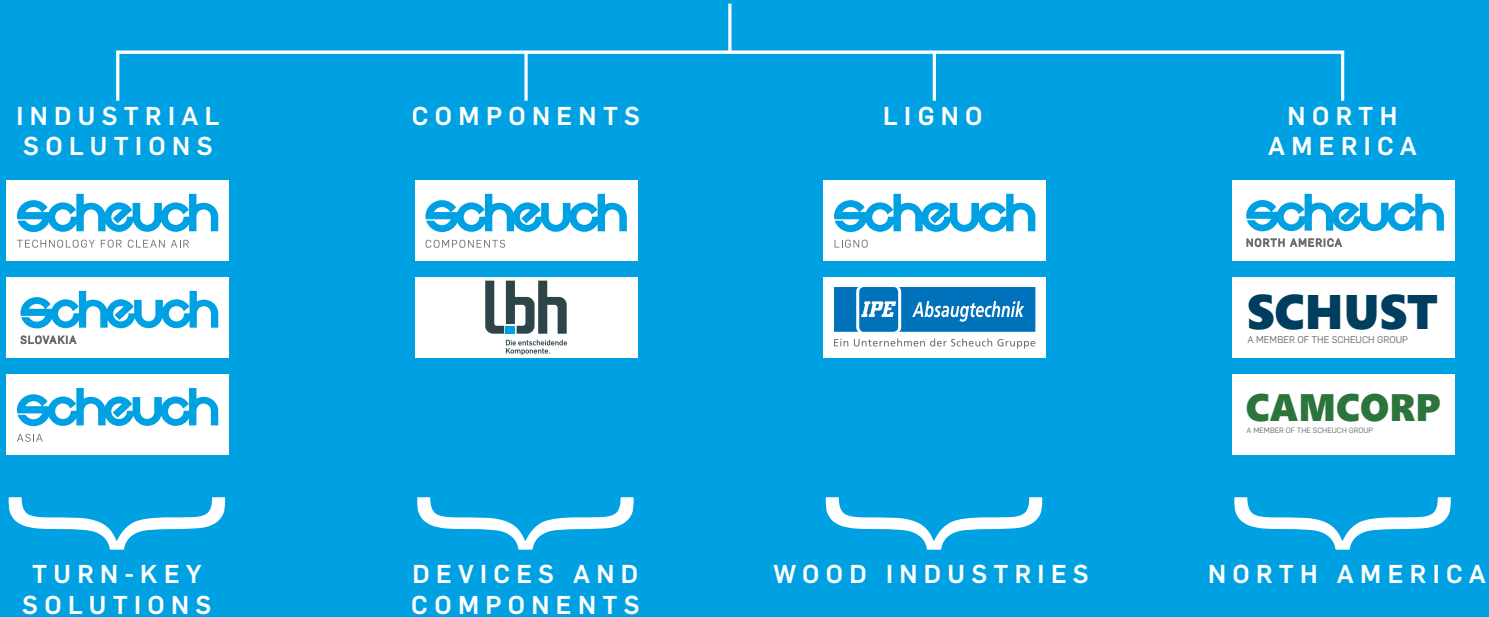 INDUSTRIAL
SOLUTIONS
scheuch
TECHNOLOGY FOR CLEAN AIR
scheuch
SLOVAKIA
scheuch
ASIA
TURN-KEY
SOLUTIONS
COMPONENTS
scheuch
COMPONENTS
lbh
Die entscheidende
Komponente.
DEVICES AND
COMPONENTS
LIGNO
scheuch
LIGNO
IPE Absaugtechnik
Ein Unternehmen der Scheuch Gruppe
WOOD INDUSTRIES
NORTH
AMERICA
scheuch
NORTH AMERICA
SCHUST
A MEMBER OF THE SCHEUCH GROUP
CAMCORP
A MEMBER OF THE SCHEUCH GROUP
NORTH AMERICA